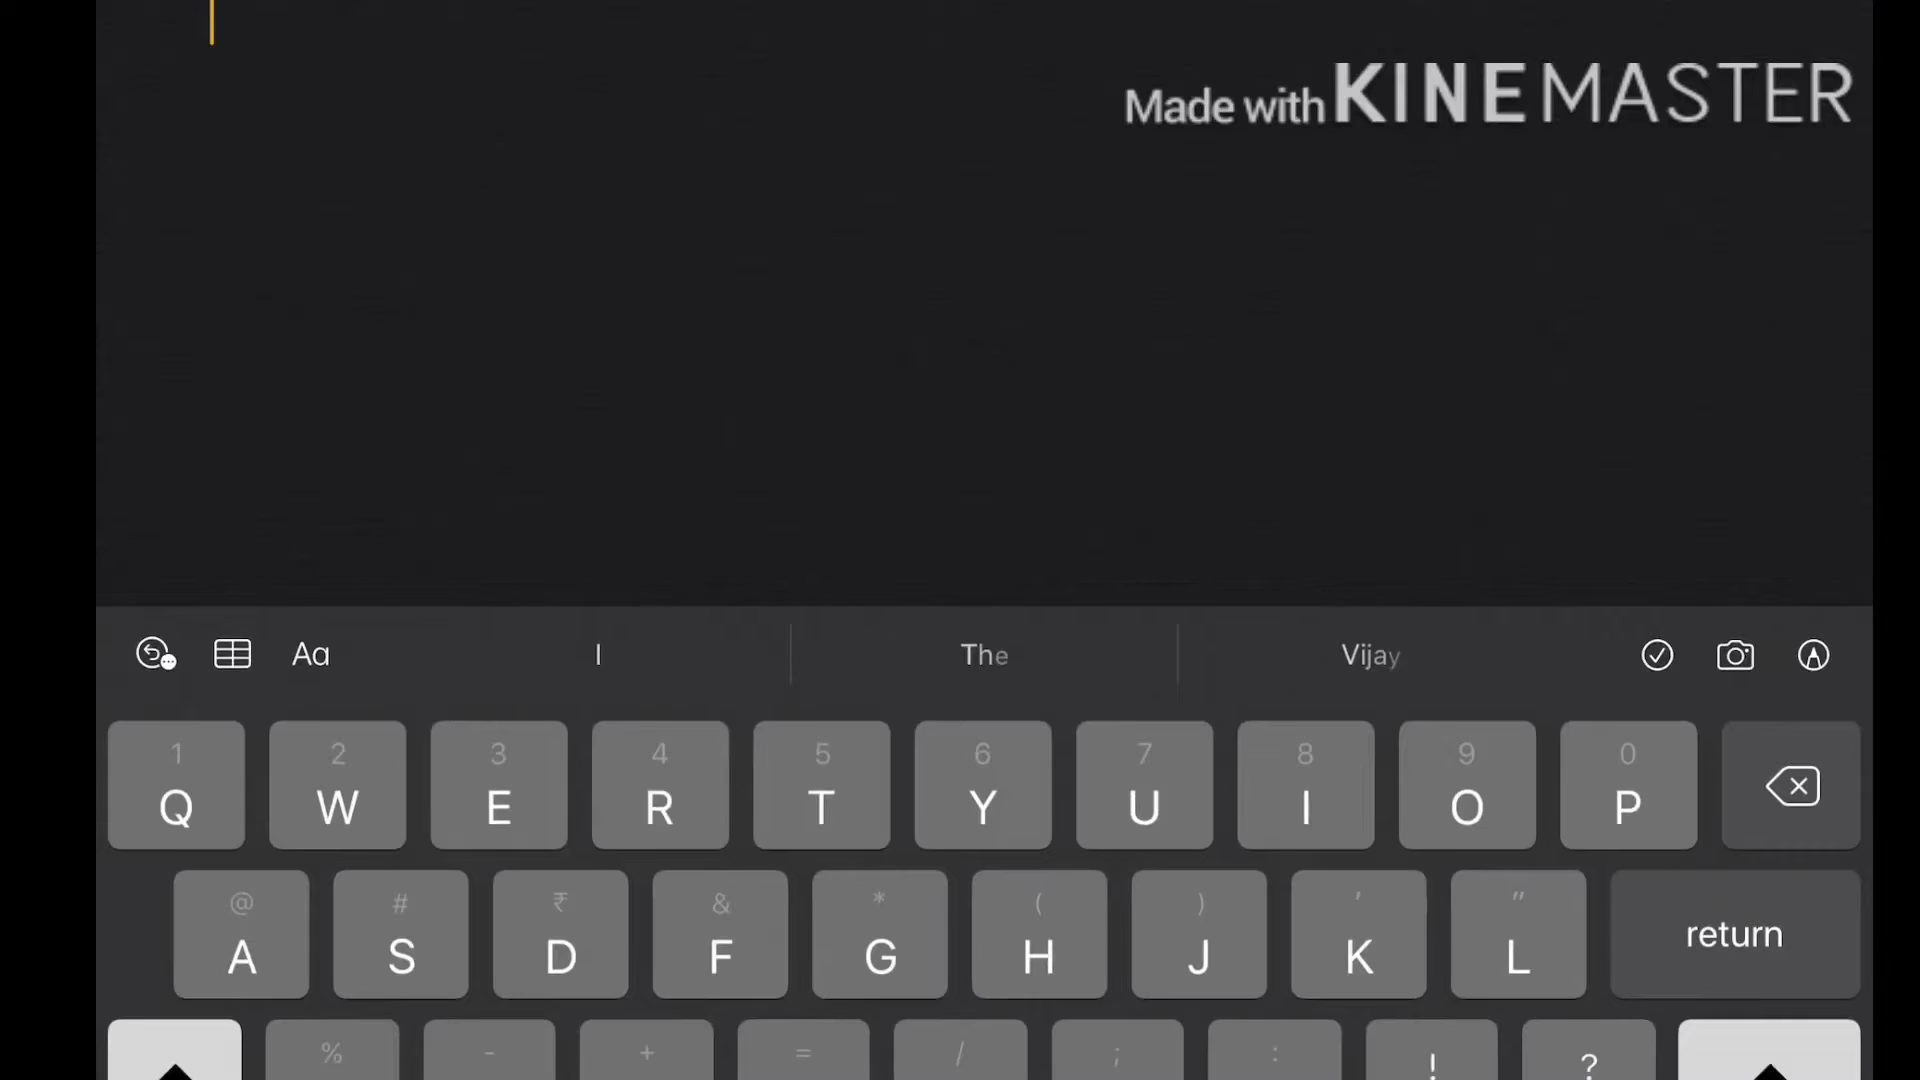 Made with KINEMASTER
Aa I The Vijay
1 2 3 4 5 6 7 8 9 0
Q W E R T Y U I O P
@ # ₹ & * ( ) ' "
A S D F G H J K L return
% - + = / ; : ! ?